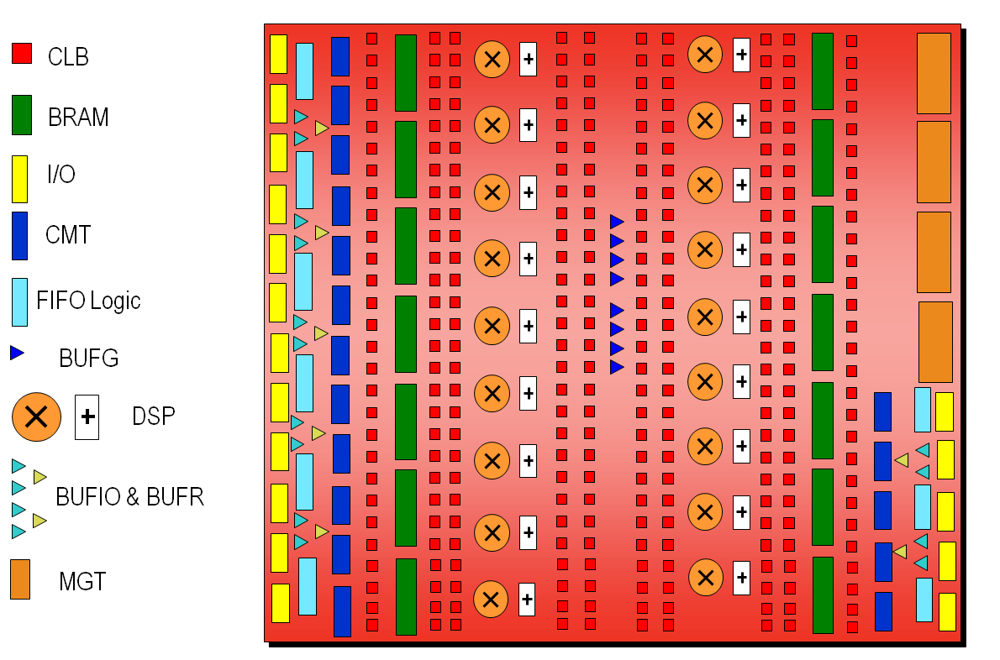 CLB
BRAM
I/O
CMT
FIFO Logic
BUFG
DSP
BUFIO & BUFR
MGT